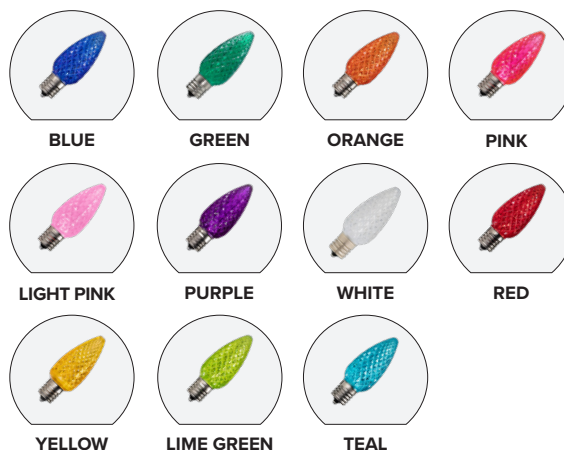 BLUE
GREEN
ORANGE
PINK
LIGHT PINK
PURPLE
WHITE
RED
YELLOW
LIME GREEN
TEAL